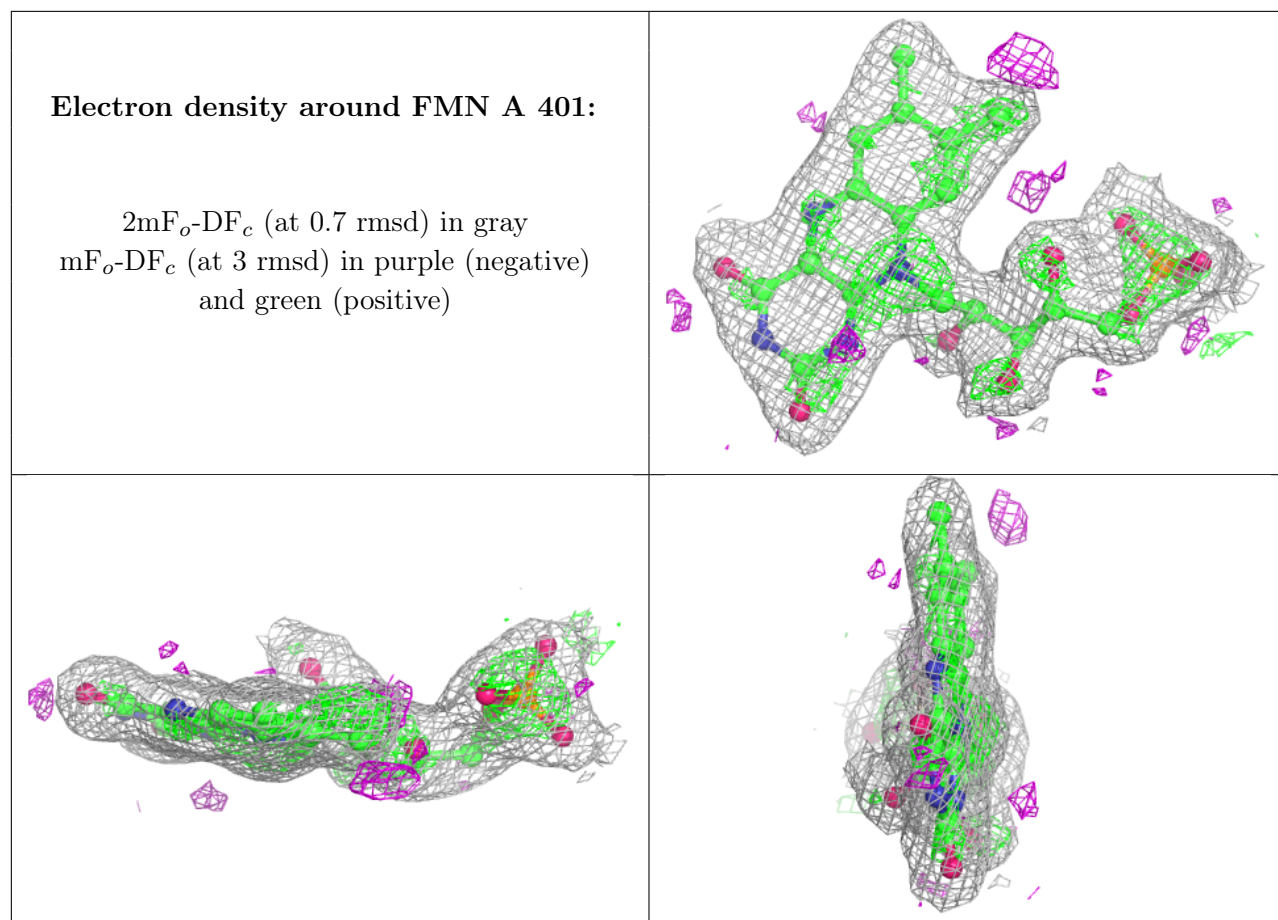 Electron density around FMN A 401:
2mFo-DFc (at 0.7 rmsd) in gray
mFo-DFc (at 3 rmsd) in purple (negative)
and green (positive)